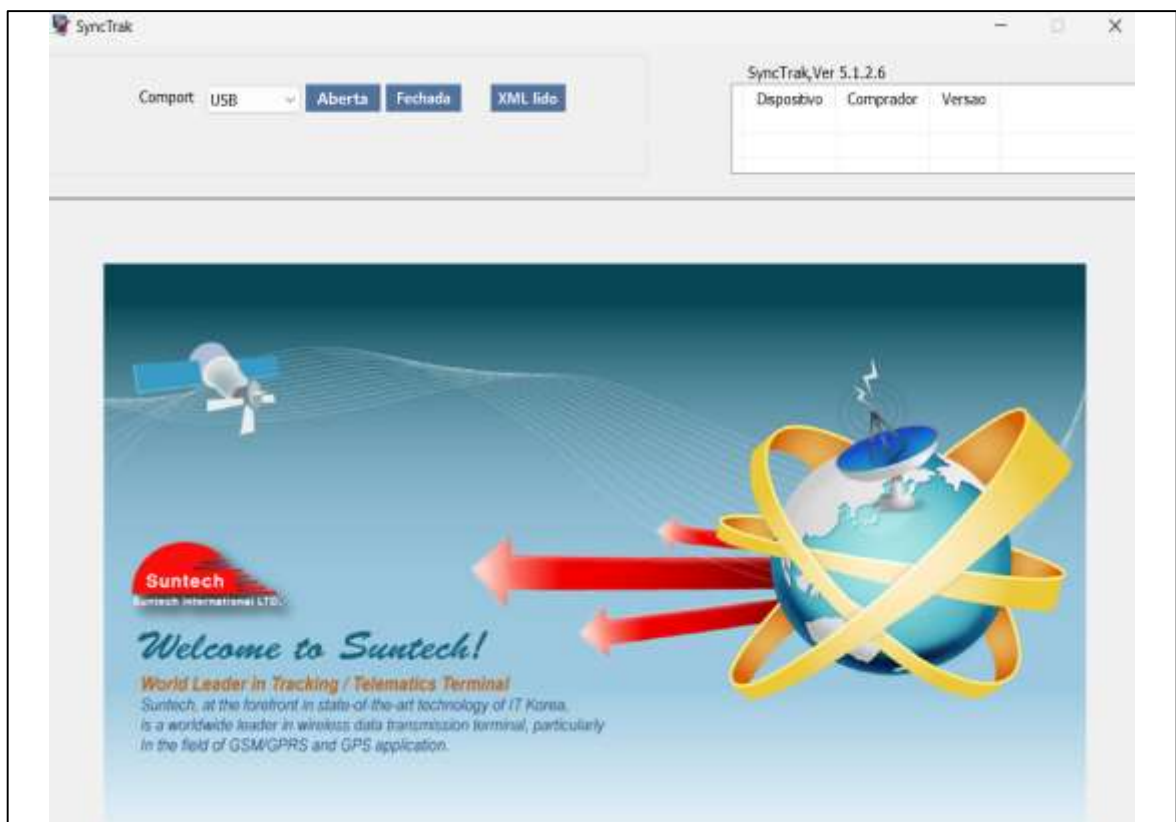 SyncTrak
Comport USB Aberta Fechada XML lido
SyncTrak,Ver 5.1.2.6
Dispositivo Comprador Versao
Suntech
Suntech International LTD.
Welcome to Suntech!
World Leader in Tracking / Telematics Terminal
Suntech, at the forefront in state-of-the-art technology of IT Korea,
is a worldwide leader in wireless data transmission terminal, particularly
In the field of GSM/GPRS and GPS application.